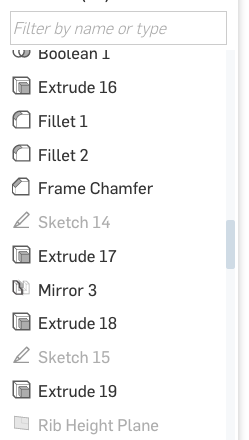 Filter by name or type
Boolean 1
Extrude 16
Fillet 1
Fillet 2
Frame Chamfer
Sketch 14
Extrude 17
Mirror 3
Extrude 18
Sketch 15
Extrude 19
Rib Height Plane